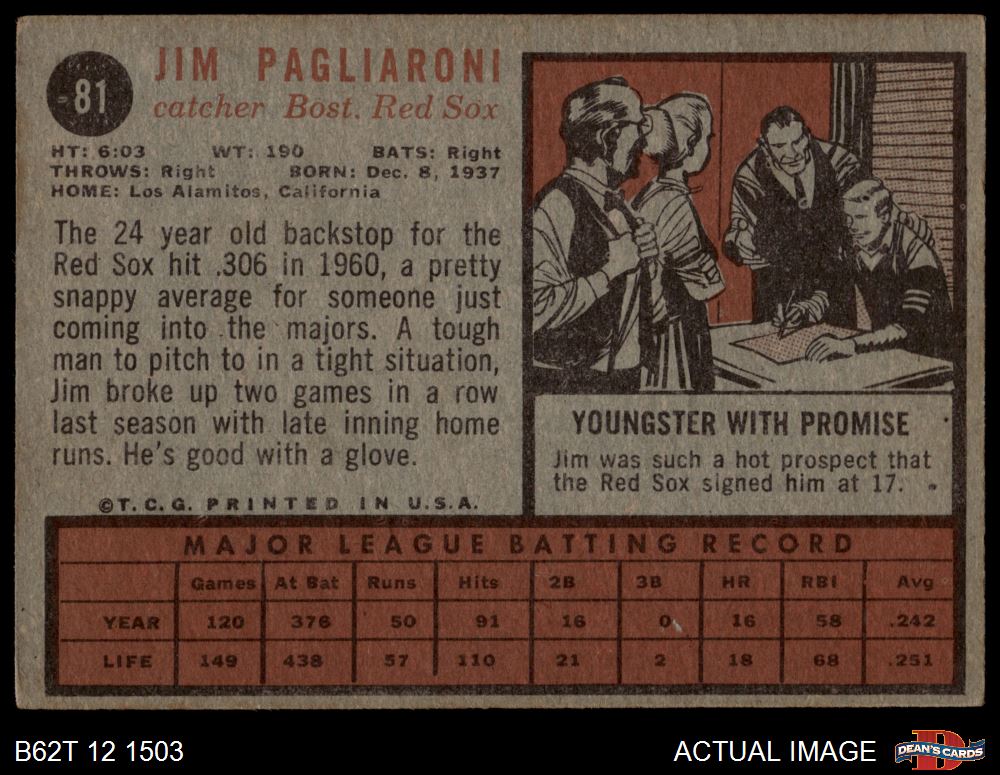 81
JIM PAGLIARONI
catcher Bost. Red Sox
HT: 6:03 WT: 190 BATS: Right
THROWS: Right BORN: Dec. 8, 1937
HOME: Los Alamitos, California
The 24 year old backstop for the
Red Sox hit .306 in 1960, a pretty
snappy average for someone just
coming into the majors. A tough
man to pitch to in a tight situation,
Jim broke up two games in a row
last season with late inning home
runs. He's good with a glove.
©T.C.G. PRINTED IN U.S.A.
YOUNGSTER WITH PROMISE
Jim was such a hot prospect that
the Red Sox signed him at 17.
MAJOR LEAGUE BATTING RECORD
Games At Bat Runs Hits 2B 3B HR RBI Avg
YEAR 120 376 50 91 16 0 16 58 .242
LIFE 149 438 57 110 21 2 18 68 .251
B62T 12 1503
ACTUAL IMAGE
D
DEAN'S CARDS